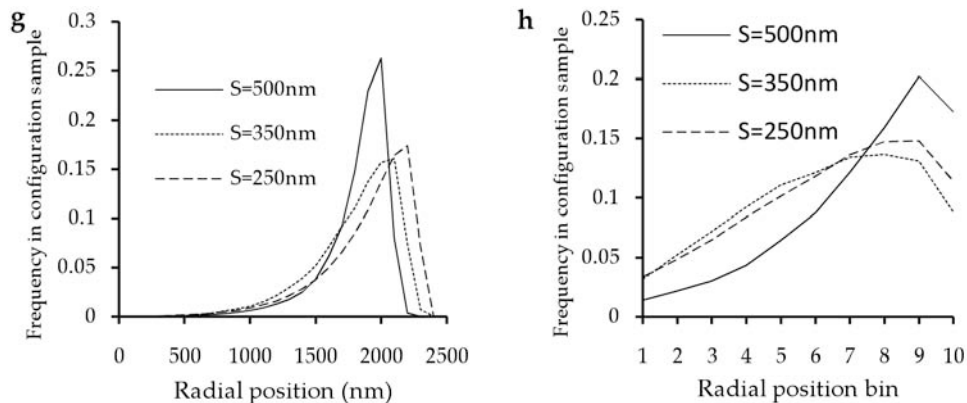 g
Frequency in configuration sample
0.3
0.25
0.2
0.15
0.1
0.05
0
S=500nm
S=350nm
S=250nm
0 500 1000 1500 2000 2500
Radial position (nm)
h
Frequency in configuration sample
0.25
0.2
0.15
0.1
0.05
0
S=500nm
S=350nm
S=250nm
1 2 3 4 5 6 7 8 9 10
Radial position bin